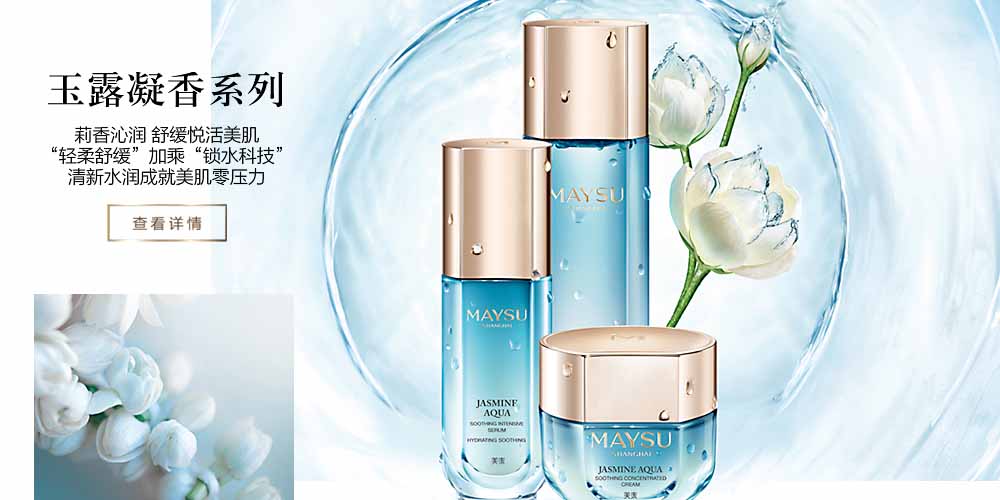 玉露凝香系列
莉香沁润 舒缓悦活美肌
“轻柔舒缓”加乘“锁水科技”
清新水润成就美肌零压力
查看详情
MAYSU
MAYSU
SHANGHAI
JASMINE
AQUA
SOOTHING INTENSIVE
SERUM
HYDRATING SOOTHING
美素
MAYSU
SHANGHAI
JASMINE AQUA
SOOTHING CONCENTRATED
CREAM
美素